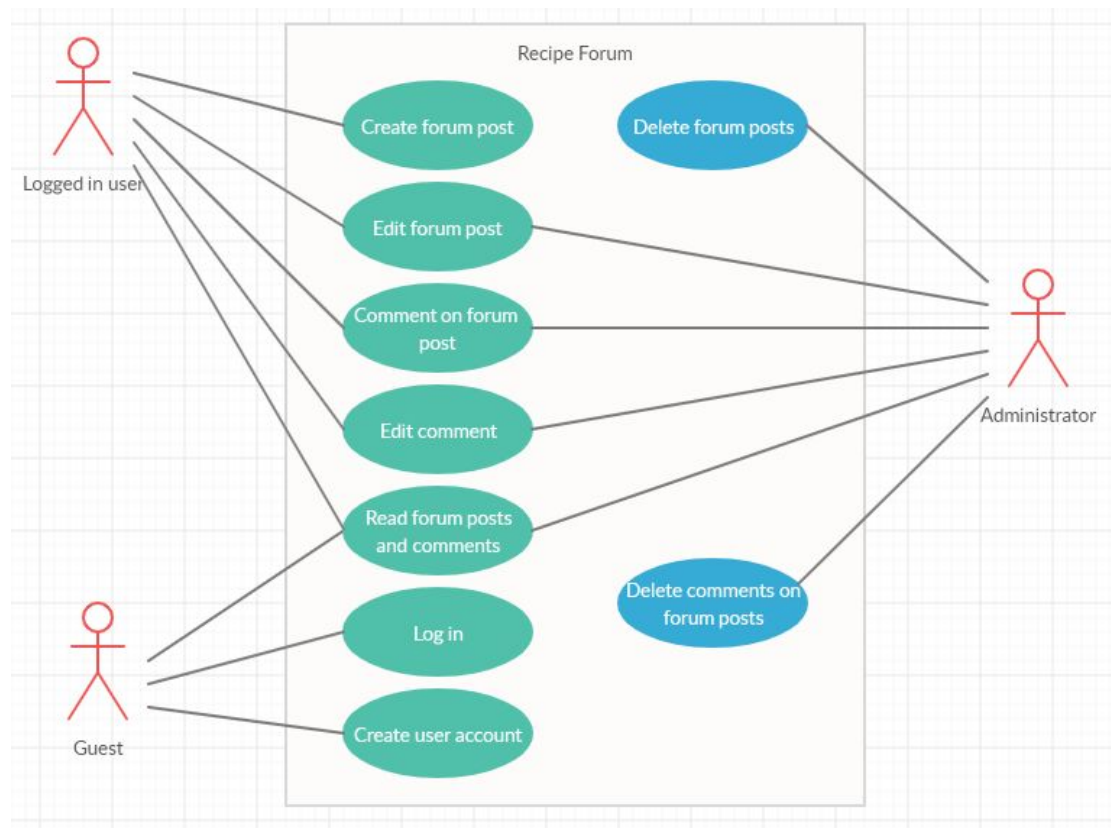 Recipe Forum
Create forum post
Delete forum posts
Logged in user
Edit forum post
Comment on forum
post
Administrator
Edit comment
Read forum posts
and comments
Delete comments on
forum posts
Log in
Guest
Create user account